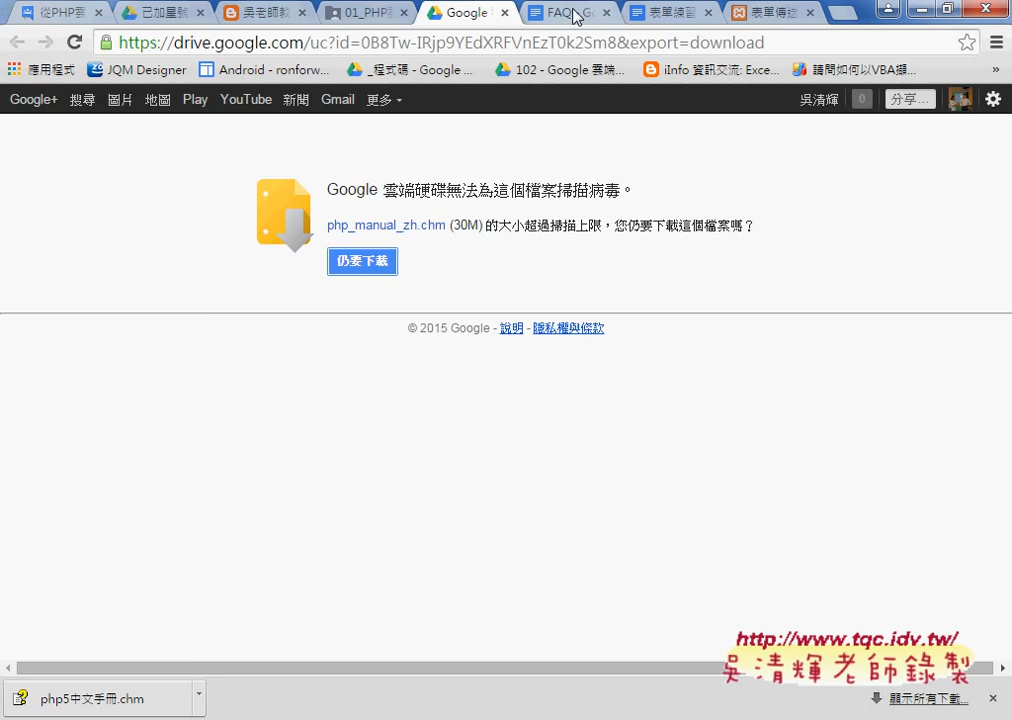 從PHP雲
已加星號
吳老師教
01_PHP
Google
FAQ
表單練習
表單傳送
https://drive.google.com/uc?id=0B8Tw-IRjp9YEdXRFVnEzT0k2Sm8&export=download
應用程式 JQM Designer Android - ronforw... _程式碼 - Google ... 102 - Google 雲端... iInfo 資訊交流: Exce... 請問如何以VBA擷... »
Google+ 搜尋 圖片 地圖 Play YouTube 新聞 Gmail 更多 吳清輝 0 分享...
Google 雲端硬碟無法為這個檔案掃描病毒。
php_manual_zh.chm (30M) 的大小超過掃描上限，您仍要下載這個檔案嗎？
仍要下載
© 2015 Google - 說明 - 隱私權與條款
http://www.tqc.idv.tw/
吳清輝老師錄製
php5中文手冊.chm
顯示所有下載...